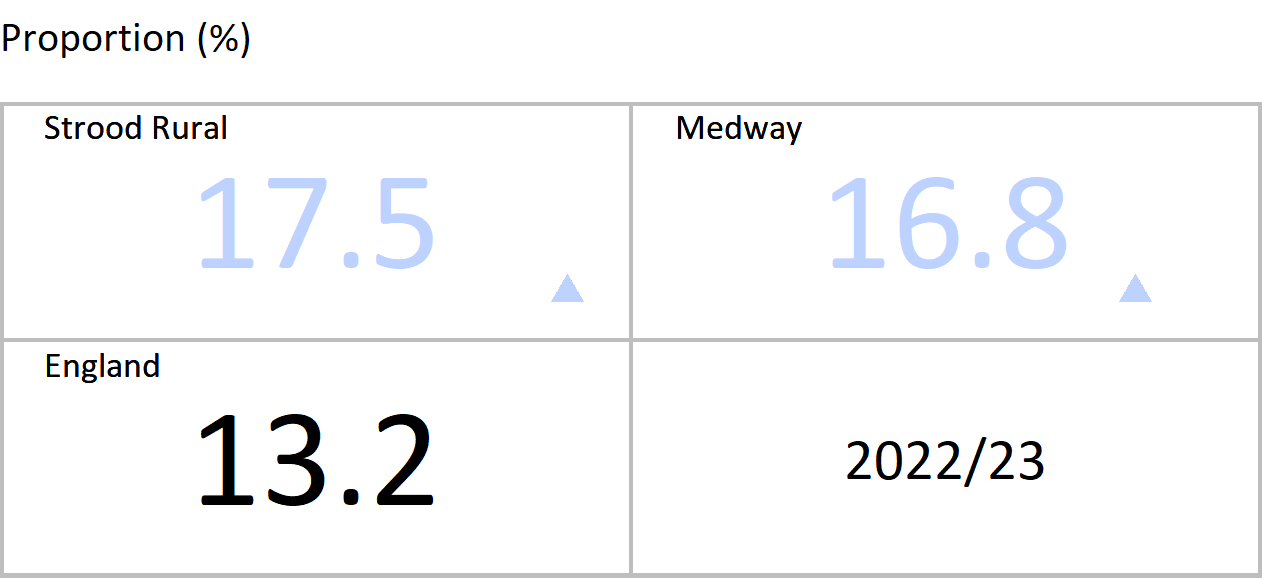 Proportion (%)
Strood Rural
17.5
Medway
16.8
England
13.2
2022/23